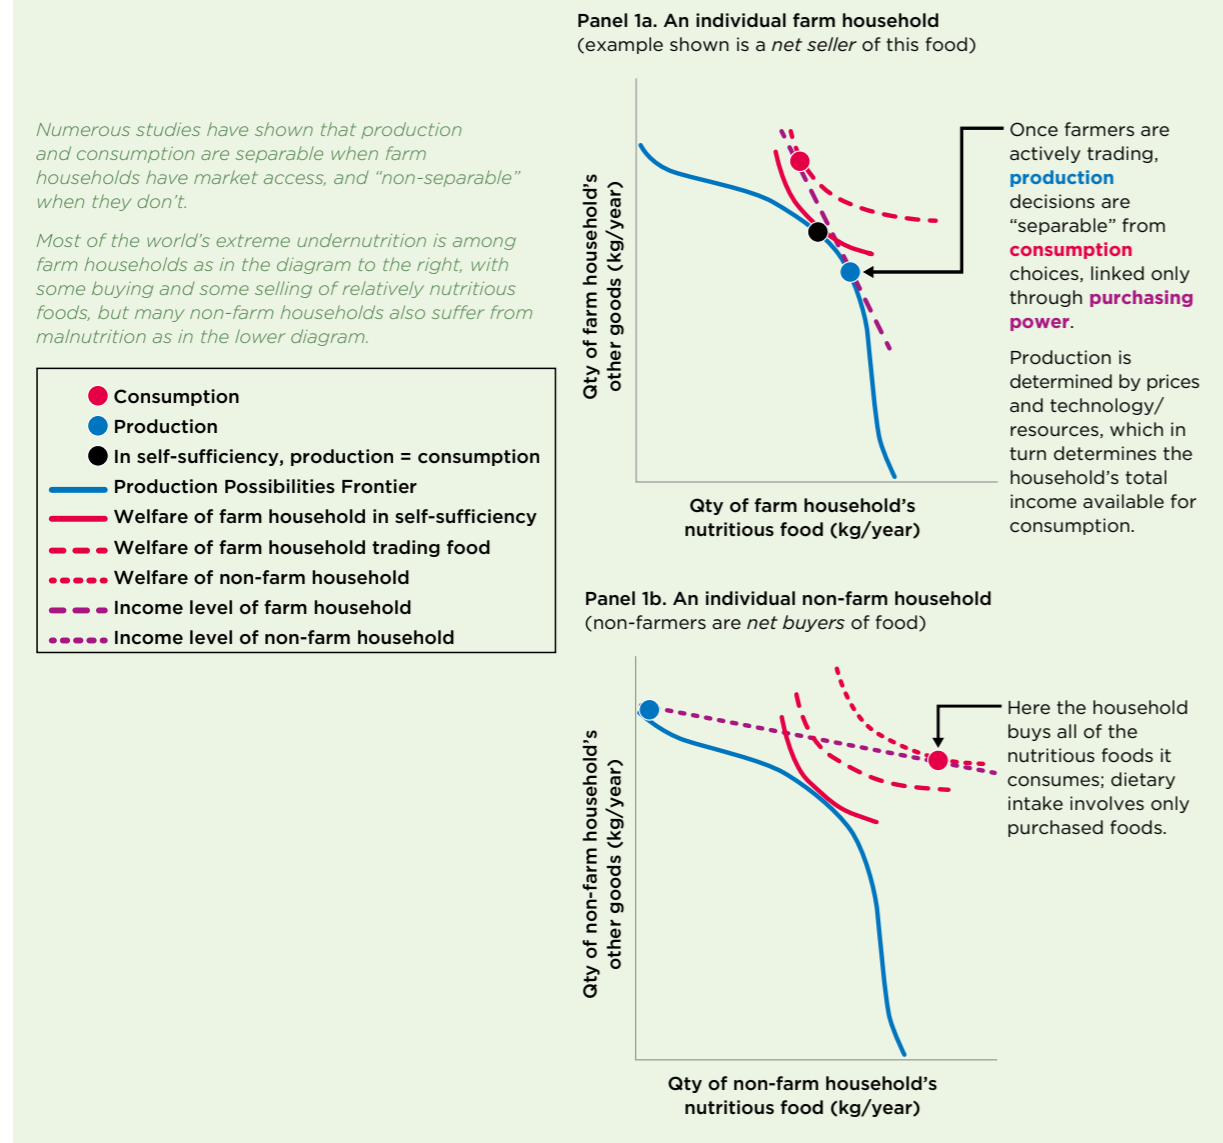 Numerous studies have shown that production
and consumption are separable when farm
households have market access, and “non-separable”
when they don’t.
Most of the world’s extreme undernutrition is among
farm households as in the diagram to the right, with
some buying and some selling of relatively nutritious
foods, but many non-farm households also suffer from
malnutrition as in the lower diagram.
Consumption
Production
In self-sufficiency, production = consumption
Production Possibilities Frontier
Welfare of farm household in self-sufficiency
Welfare of farm household trading food
Welfare of non-farm household
Income level of farm household
Income level of non-farm household
Panel 1a. An individual farm household
(example shown is a net seller of this food)
Qty of farm household’s
other goods (kg/year)
Qty of farm household’s
nutritious food (kg/year)
Once farmers are
actively trading,
production
decisions are
“separable” from
consumption
choices, linked only
through purchasing
power.
Production is
determined by prices
and technology/
resources, which in
turn determines the
household’s total
income available for
consumption.
Panel 1b. An individual non-farm household
(non-farmers are net buyers of food)
Qty of non-farm household’s
other goods (kg/year)
Qty of non-farm household’s
nutritious food (kg/year)
Here the household
buys all of the
nutritious foods it
consumes; dietary
intake involves only
purchased foods.